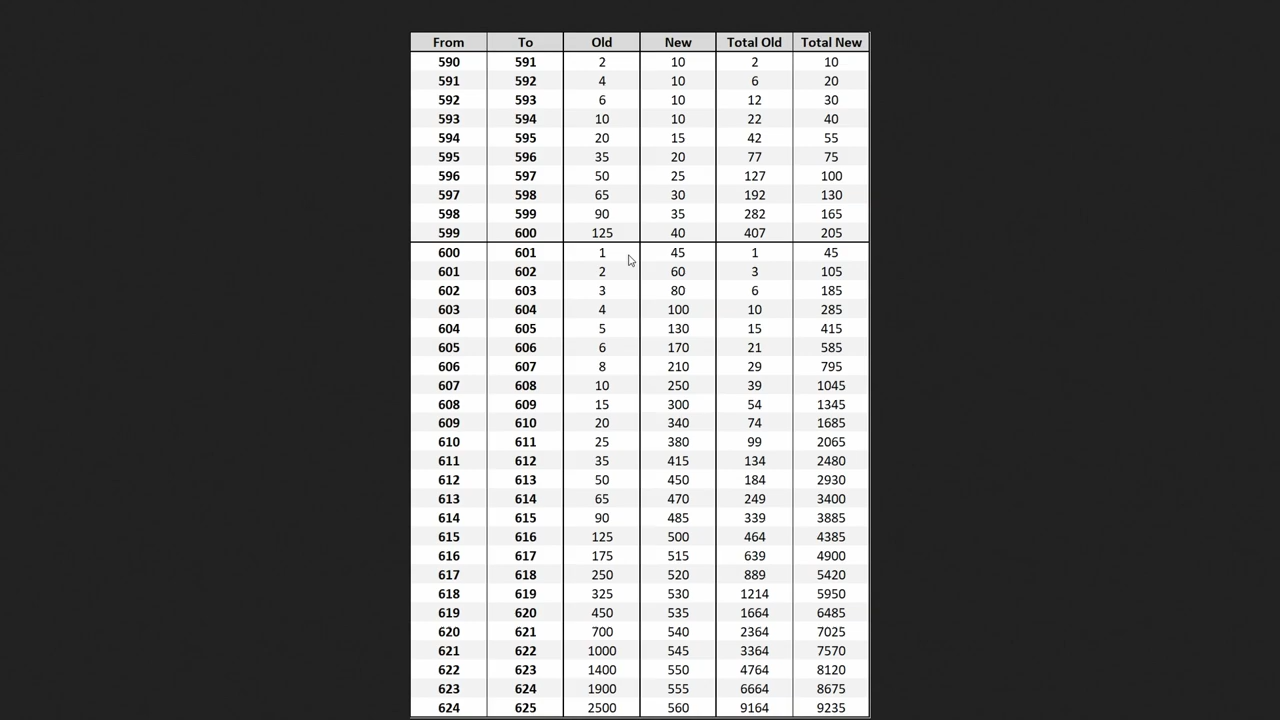 From To Old New Total Old Total New
590 591 2 10 2 10
591 592 4 10 6 20
592 593 6 10 12 30
593 594 10 10 22 40
594 595 20 15 42 55
595 596 35 20 77 75
596 597 50 25 127 100
597 598 65 30 192 130
598 599 90 35 282 165
599 600 125 40 407 205
600 601 1 45 1 45
601 602 2 60 3 105
602 603 3 80 6 185
603 604 4 100 10 285
604 605 5 130 15 415
605 606 6 170 21 585
606 607 8 210 29 795
607 608 10 250 39 1045
608 609 15 300 54 1345
609 610 20 340 74 1685
610 611 25 380 99 2065
611 612 35 415 134 2480
612 613 50 450 184 2930
613 614 65 470 249 3400
614 615 90 485 339 3885
615 616 125 500 464 4385
616 617 175 515 639 4900
617 618 250 520 889 5420
618 619 325 530 1214 5950
619 620 450 535 1664 6485
620 621 700 540 2364 7025
621 622 1000 545 3364 7570
622 623 1400 550 4764 8120
623 624 1900 555 6664 8675
624 625 2500 560 9164 9235